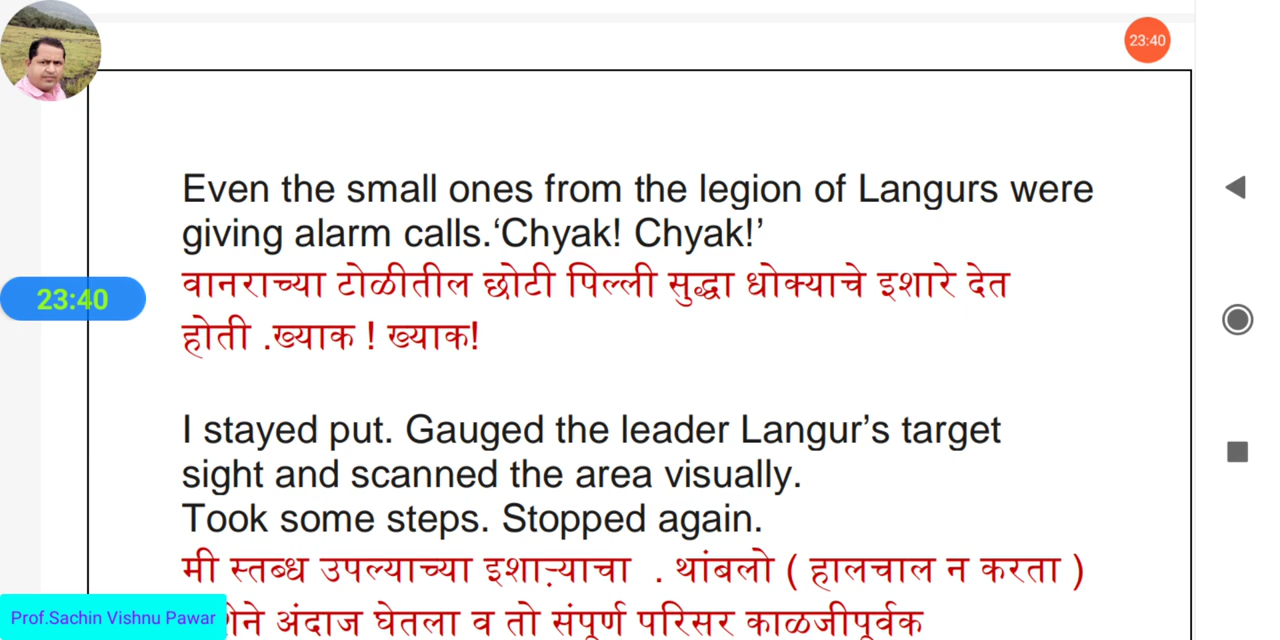 23:40
Even the small ones from the legion of Langurs were
giving alarm calls.‘Chyak! Chyak!’
वानराच्या टोळीतील छोटी पिल्ली सुद्धा धोक्याचे इशारे देत
होती .ख्याक ! ख्याक!
23:40
I stayed put. Gauged the leader Langur’s target
sight and scanned the area visually.
Took some steps. Stopped again.
मी स्तब्ध उपल्याच्या इशाऱ्याचा . थांबलो ( हालचाल न करता )
अंदाज घेतला व तो संपूर्ण परिसर काळजीपूर्वक
Prof.Sachin Vishnu Pawar